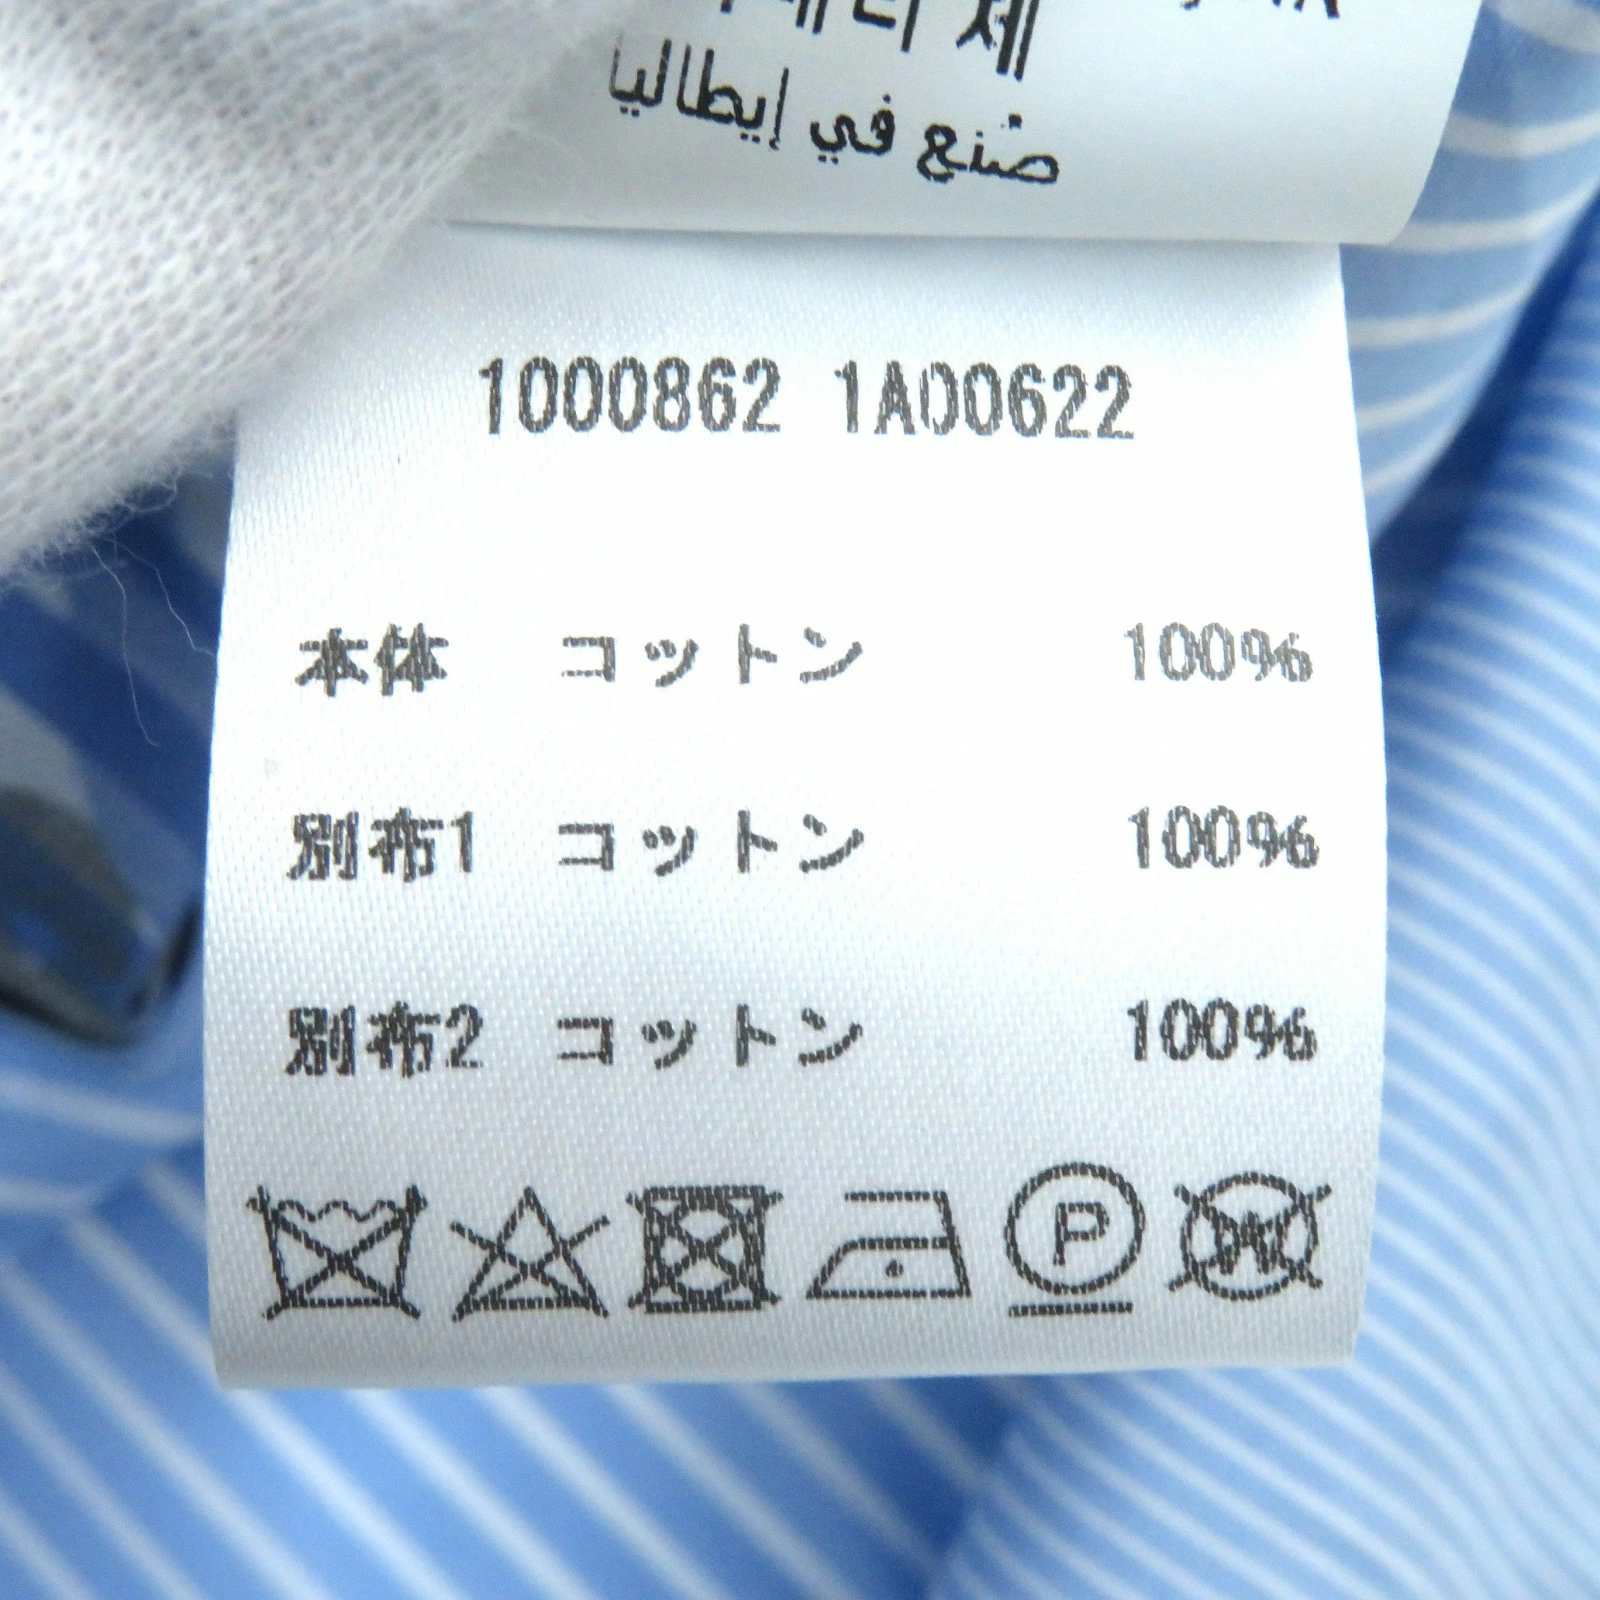 صُنع في إيطاليا
1000862 1A00622
本体 コットン 100%
別布1 コットン 100%
別布2 コットン 100%
P
W